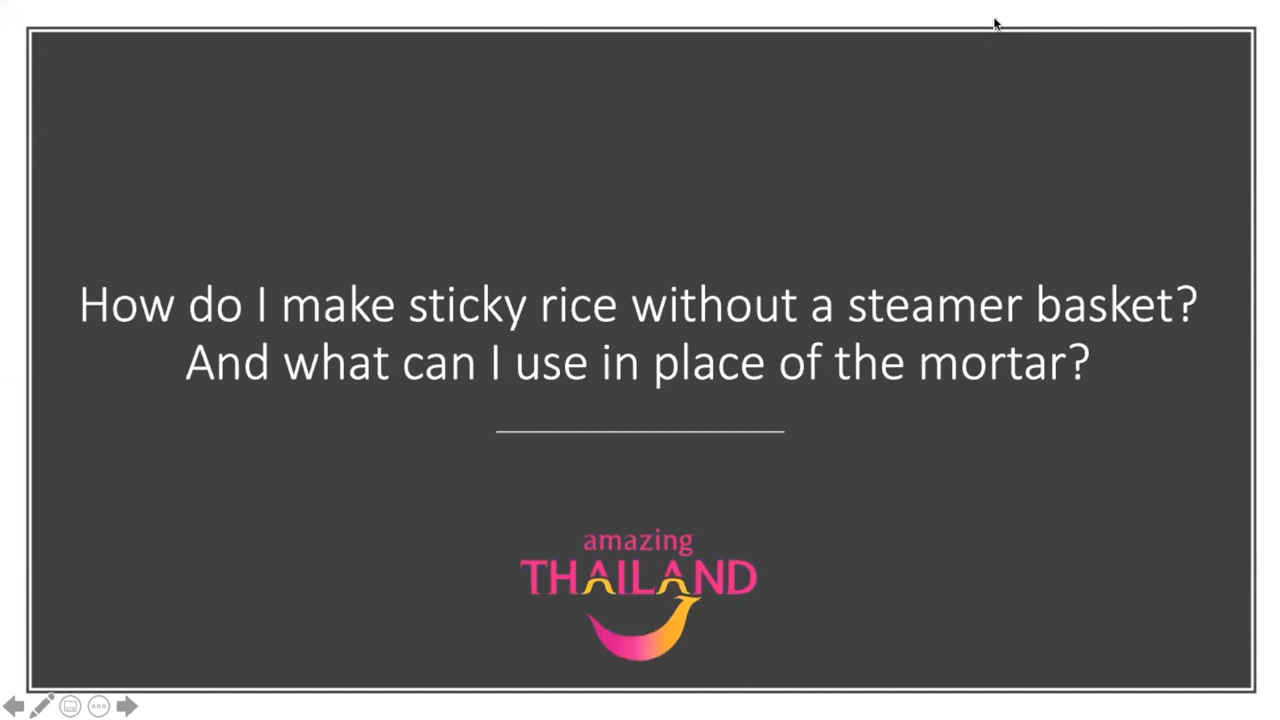 How do I make sticky rice without a steamer basket?
And what can I use in place of the mortar?
amazing
THAILAND